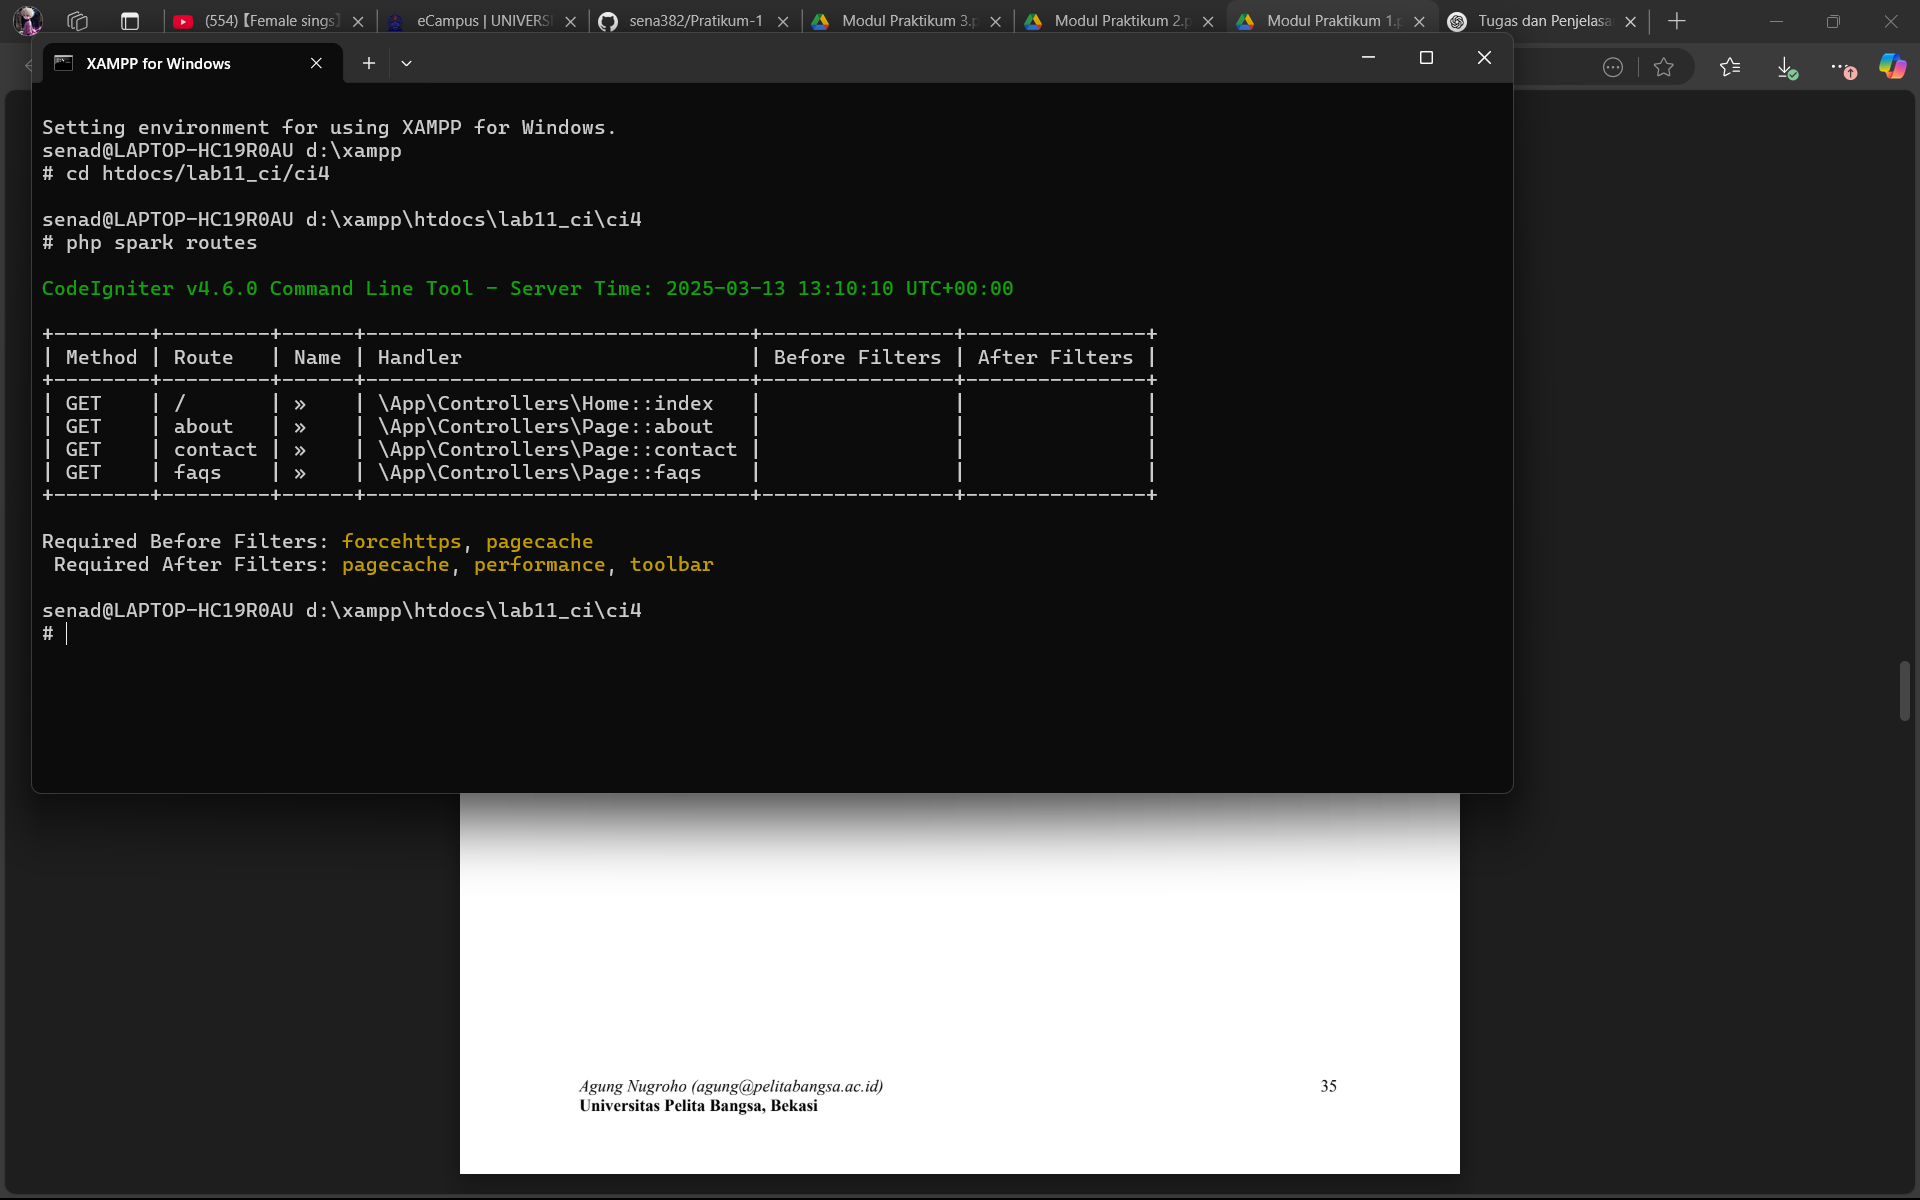 (554) 【Female sings】
eCampus | UNIVERSI
sena382/Pratikum-1
Modul Praktikum 3.p
Modul Praktikum 2.p
Modul Praktikum 1.p
Tugas dan Penjelasa
XAMPP for Windows
Setting environment for using XAMPP for Windows.
senad@LAPTOP-HC19R0AU d:\xampp
# cd htdocs/lab11_ci/ci4
senad@LAPTOP-HC19R0AU d:\xampp\htdocs\lab11_ci\ci4
# php spark routes
CodeIgniter v4.6.0 Command Line Tool - Server Time: 2025-03-13 13:10:10 UTC+00:00
+--------+---------+------+--------------------------------+----------------+---------------+
| Method | Route   | Name | Handler                        | Before Filters | After Filters |
+--------+---------+------+--------------------------------+----------------+---------------+
| GET    | /       | »    | \App\Controllers\Home::index   |                |               |
| GET    | about   | »    | \App\Controllers\Page::about   |                |               |
| GET    | contact | »    | \App\Controllers\Page::contact |                |               |
| GET    | faqs    | »    | \App\Controllers\Page::faqs    |                |               |
+--------+---------+------+--------------------------------+----------------+---------------+
Required Before Filters: forcehttps, pagecache
Required After Filters: pagecache, performance, toolbar
senad@LAPTOP-HC19R0AU d:\xampp\htdocs\lab11_ci\ci4
#
Agung Nugroho (agung@pelitabangsa.ac.id) 35
Universitas Pelita Bangsa, Bekasi